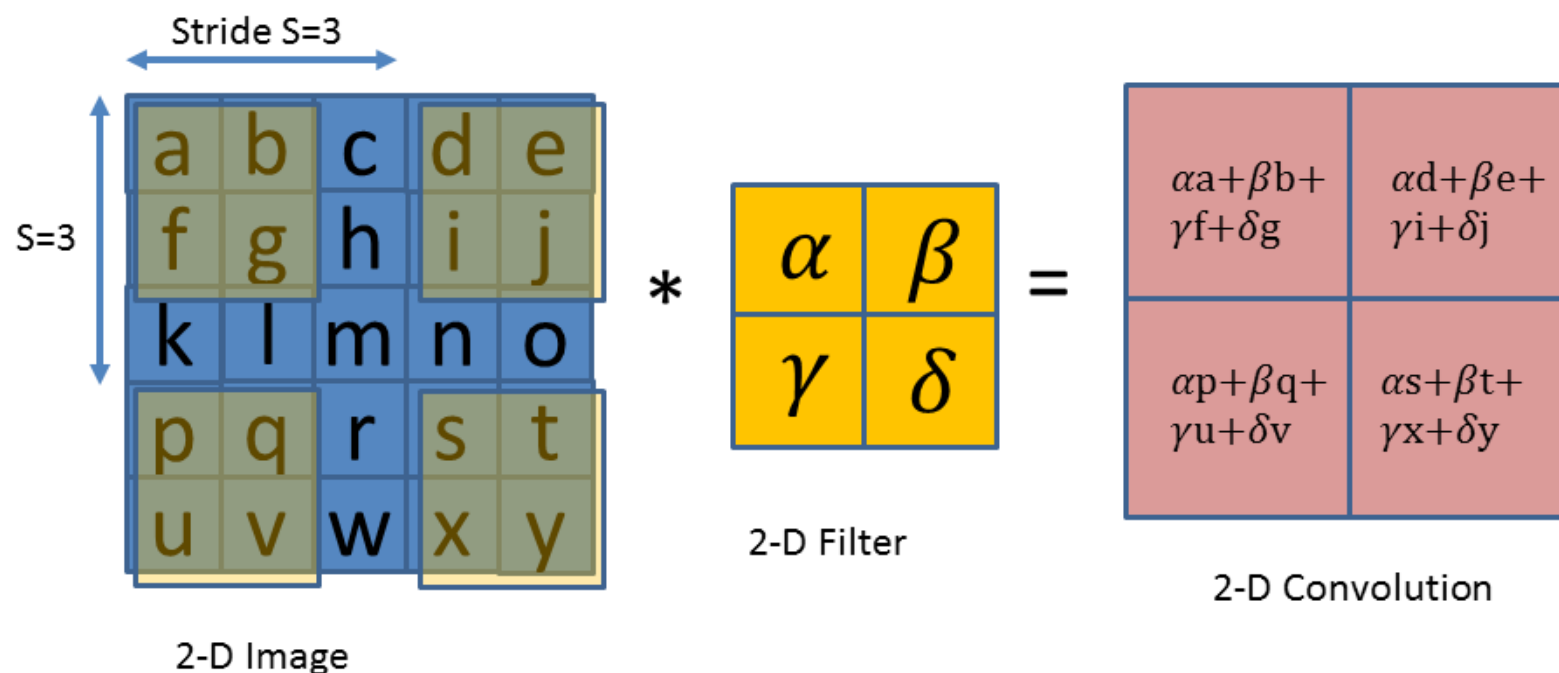 Stride S=3
S=3
a b c d e
f g h i j
k l m n o
p q r s t
u v w x y
2-D Image
*
α β
γ δ
2-D Filter
=
αa+βb+
γf+δg
αd+βe+
γi+δj
αp+βq+
γu+δv
αs+βt+
γx+δy
2-D Convolution